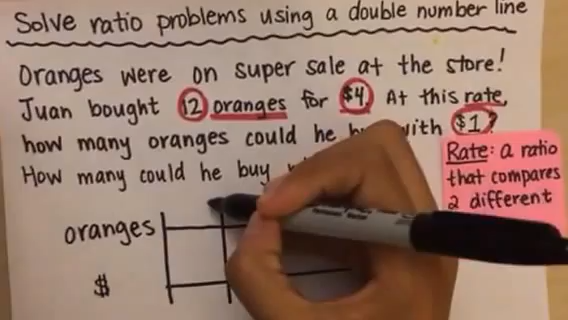 Solve ratio problems using a double number line
Oranges were on super sale at the store!
Juan bought 12 oranges for $4. At this rate,
how many oranges could he with $1?
How many could he buy
Rate: a ratio
that compares
2 different
oranges
$